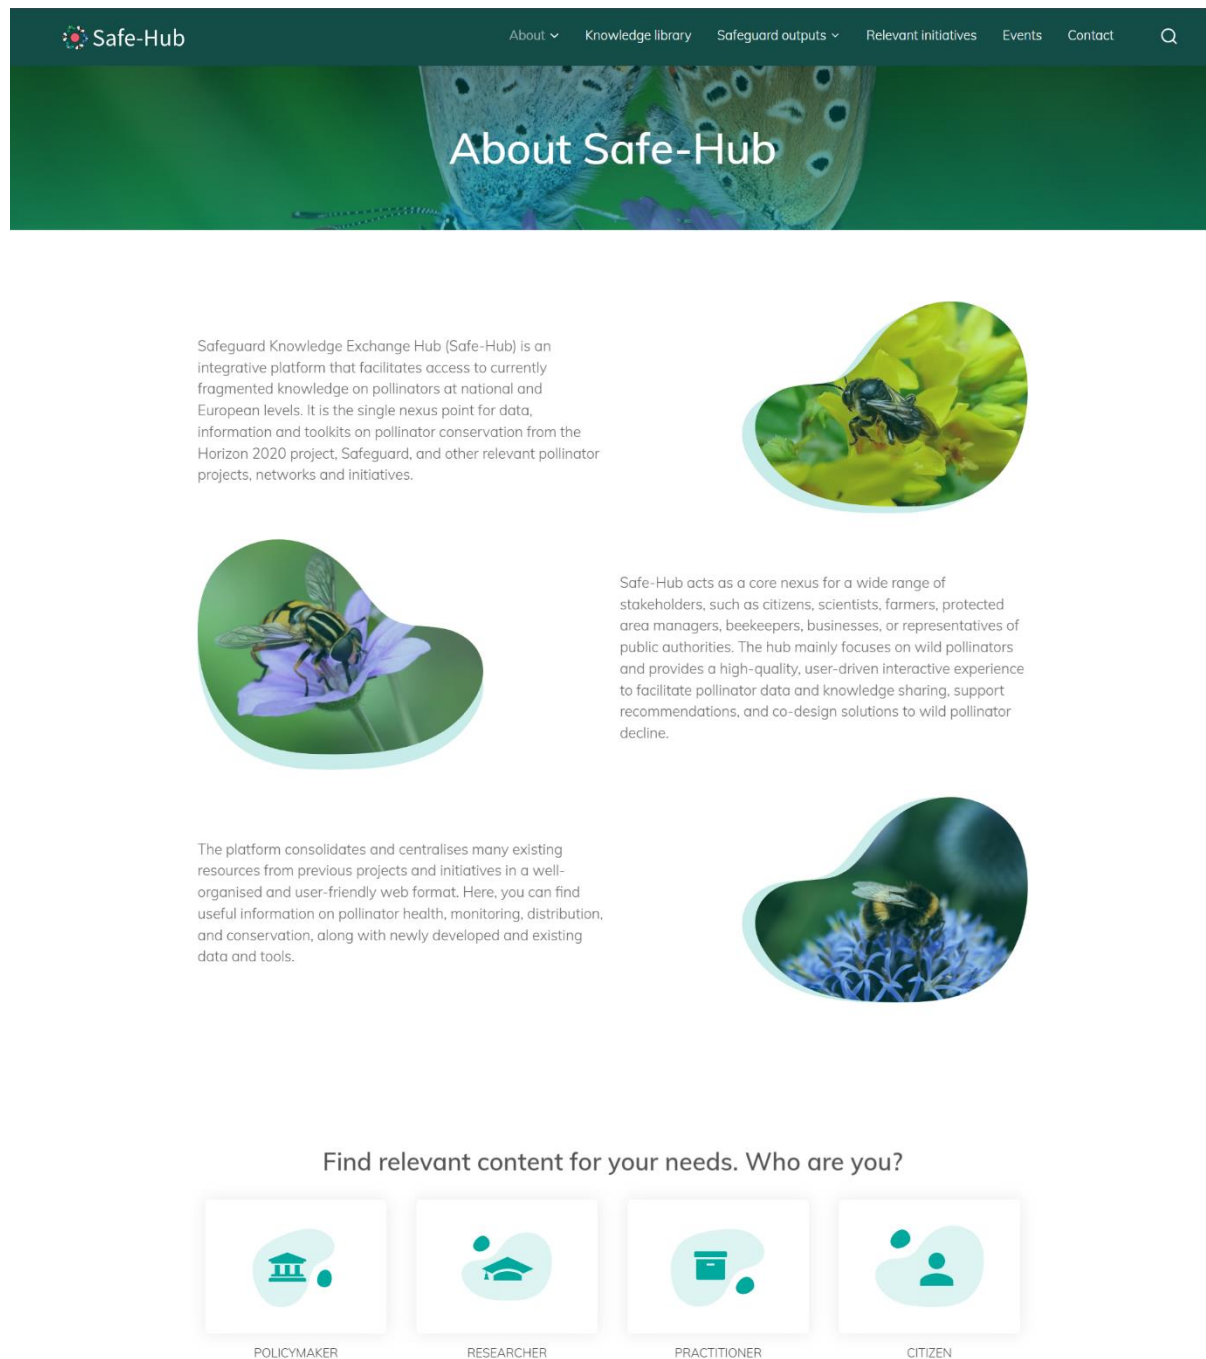 Safe-Hub
About
Knowledge library
Safeguard outputs
Relevant initiatives
Events
Contact
About Safe-Hub
Safeguard Knowledge Exchange Hub (Safe-Hub) is an
integrative platform that facilitates access to currently
fragmented knowledge on pollinators at national and
European levels. It is the single nexus point for data,
information and toolkits on pollinator conservation from the
Horizon 2020 project, Safeguard, and other relevant pollinator
projects, networks and initiatives.
Safe-Hub acts as a core nexus for a wide range of
stakeholders, such as citizens, scientists, farmers, protected
area managers, beekeepers, businesses, or representatives of
public authorities. The hub mainly focuses on wild pollinators
and provides a high-quality, user-driven interactive experience
to facilitate pollinator data and knowledge sharing, support
recommendations, and co-design solutions to wild pollinator
decline.
The platform consolidates and centralises many existing
resources from previous projects and initiatives in a well-
organised and user-friendly web format. Here, you can find
useful information on pollinator health, monitoring, distribution,
and conservation, along with newly developed and existing
data and tools.
Find relevant content for your needs. Who are you?
POLICYMAKER
RESEARCHER
PRACTITIONER
CITIZEN